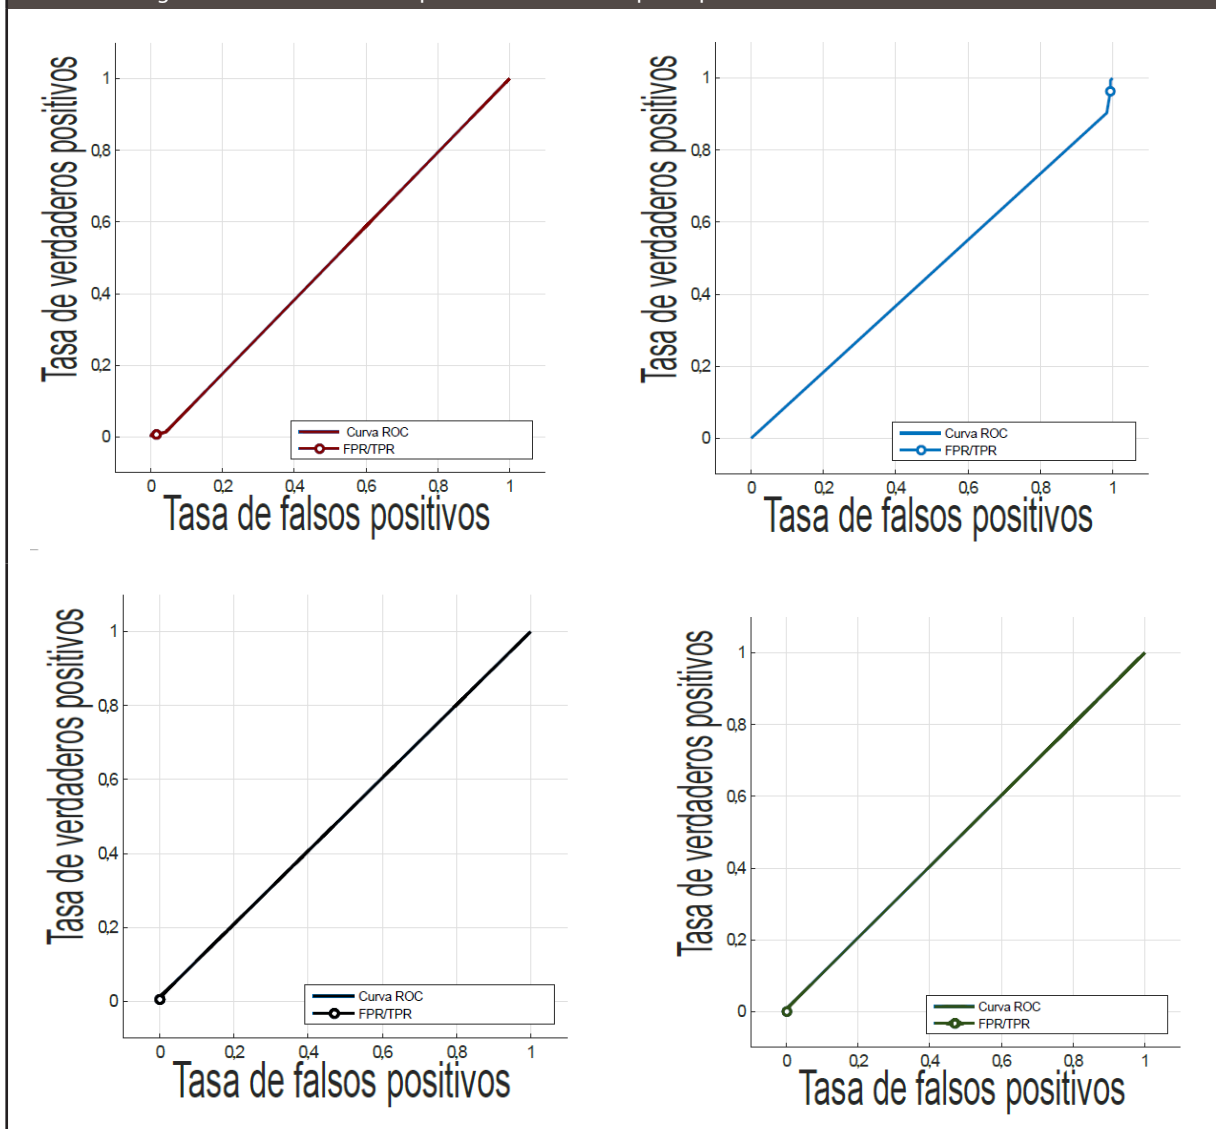 Tasa de verdaderos positivos
1
0,8
0,6
0,4
0,2
0
0 0,2 0,4 0,6 0,8 1
Tasa de falsos positivos
Curva ROC
FPR/TPR
Tasa de verdaderos positivos
1
0,8
0,6
0,4
0,2
0
0 0,2 0,4 0,6 0,8 1
Tasa de falsos positivos
Curva ROC
FPR/TPR
Tasa de verdaderos positivos
1
0,8
0,6
0,4
0,2
0
0 0,2 0,4 0,6 0,8 1
Tasa de falsos positivos
Curva ROC
FPR/TPR
Tasa de verdaderos positivos
1
0,8
0,6
0,4
0,2
0
0 0,2 0,4 0,6 0,8 1
Tasa de falsos positivos
Curva ROC
FPR/TPR